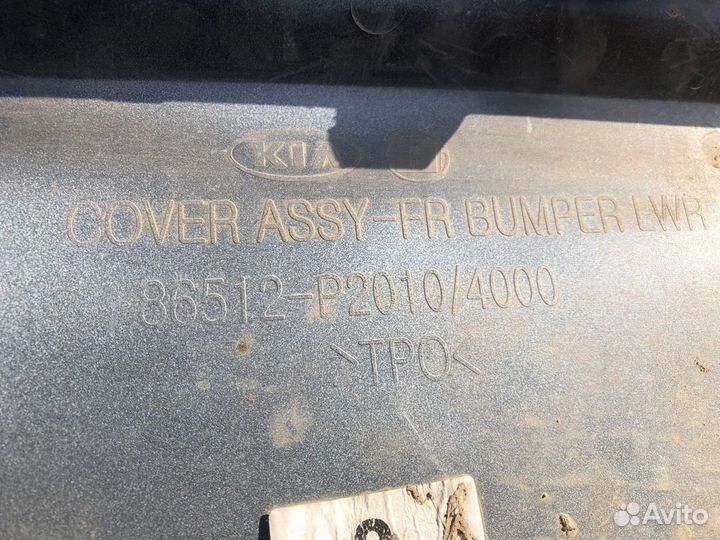 KIA
COVER ASSY-FR BUMPER LWR
86512-P2010/4000
>TPO<
Avito